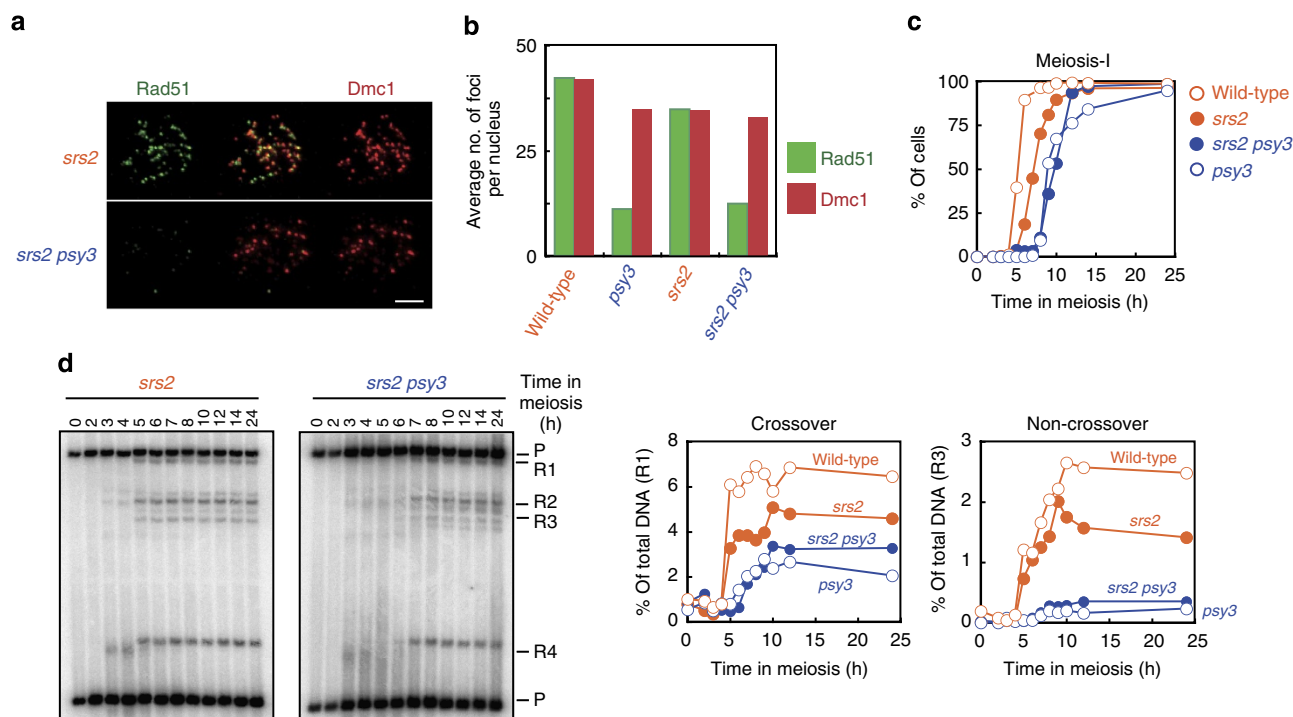 a
Rad51
Dmc1
srs2
srs2 psy3
b
Average no. of foci
per nucleus
50
25
0
Wild-type
psy3
srs2
srs2 psy3
Rad51
Dmc1
c
Meiosis-I
% Of cells
100
75
50
25
0
0 5 10 15 20 25
Time in meiosis (h)
Wild-type
srs2
srs2 psy3
psy3
d
srs2
0 2 3 4 5 6 7 8 10 12 14 24
srs2 psy3
0 2 3 4 5 6 7 8 10 12 14 24
Time in
meiosis
(h)
P
R1
R2
R3
R4
P
Crossover
% Of total DNA (R1)
8
6
4
2
0
0 5 10 15 20 25
Time in meiosis (h)
Wild-type
srs2
srs2 psy3
psy3
Non-crossover
% Of total DNA (R3)
3
2
1
0
0 5 10 15 20 25
Time in meiosis (h)
Wild-type
srs2
srs2 psy3
psy3